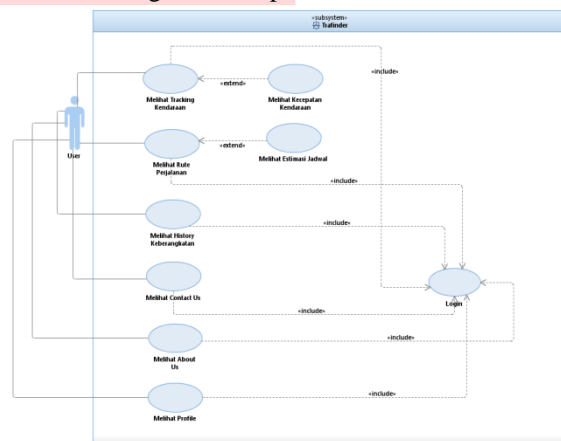 «subsystem»
Trafinder
«include»
«extend»
Melihat Tracking
Kendaraan
Melihat Kecepatan
Kendaraan
User
«extend»
Melihat Rute
Perjalanan
Melihat Estimasi Jadwal
«include»
«include»
Melihat History
Keberangkatan
Melihat Contact Us
Login
«include»
«include»
Melihat About
Us
«include»
Melihat Profile